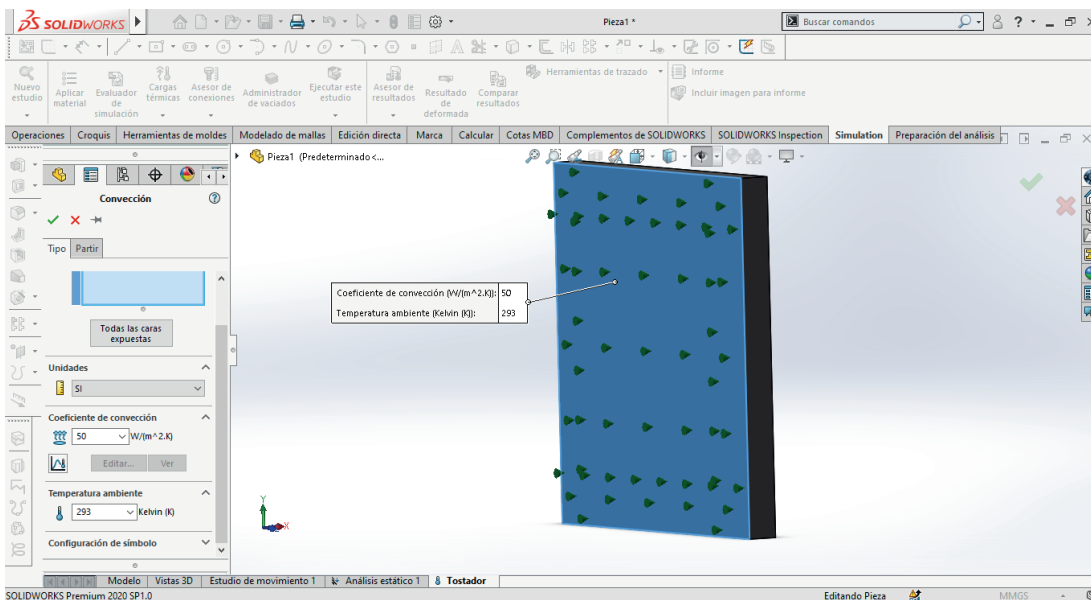 SOLIDWORKS
Pieza1 *
Buscar comandos
Nuevo estudio
Aplicar material
Evaluador de simulación
Cargas térmicas
Asesor de conexiones
Administrador de vaciados
Ejecutar este estudio
Asesor de resultados
Resultado de deformada
Comparar resultados
Herramientas de trazado
Informe
Incluir imagen para informe
Operaciones Croquis Herramientas de moldes Modelado de mallas Edición directa Marca Calcular Cotas MBD Complementos de SOLIDWORKS SOLIDWORKS Inspection Simulation Preparación del análisis
Pieza1 (Predeterminado<...
Convección
Tipo Partir
Todas las caras expuestas
Unidades
SI
Coeficiente de convección
50 W/(m^2.K)
Editar... Ver
Temperatura ambiente
293 Kelvin (K)
Configuración de símbolo
Coeficiente de convección (W/(m^2.K)): 50
Temperatura ambiente (Kelvin (K)): 293
Y
X
Modelo Vistas 3D Estudio de movimiento 1 Análisis estático 1 Tostador
SOLIDWORKS Premium 2020 SP1.0
Editando Pieza
MMGS